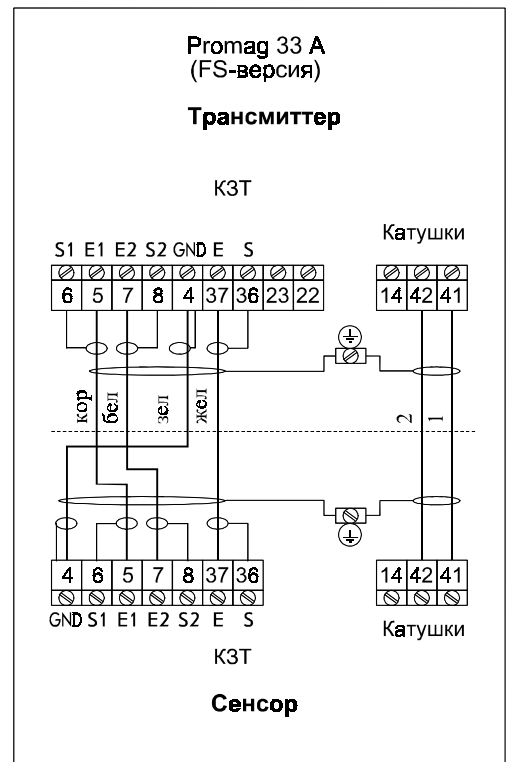 Promag 33 A
(FS-версия)
Трансмиттер
КЗТ
Катушки
S1 E1 E2 S2 GND E S
6 5 7 8 4 37 36 23 22
14 42 41
кор бел зел жел
2 1
4 6 5 7 8 37 36
14 42 41
GND S1 E1 E2 S2 E S
Катушки
КЗТ
Сенсор